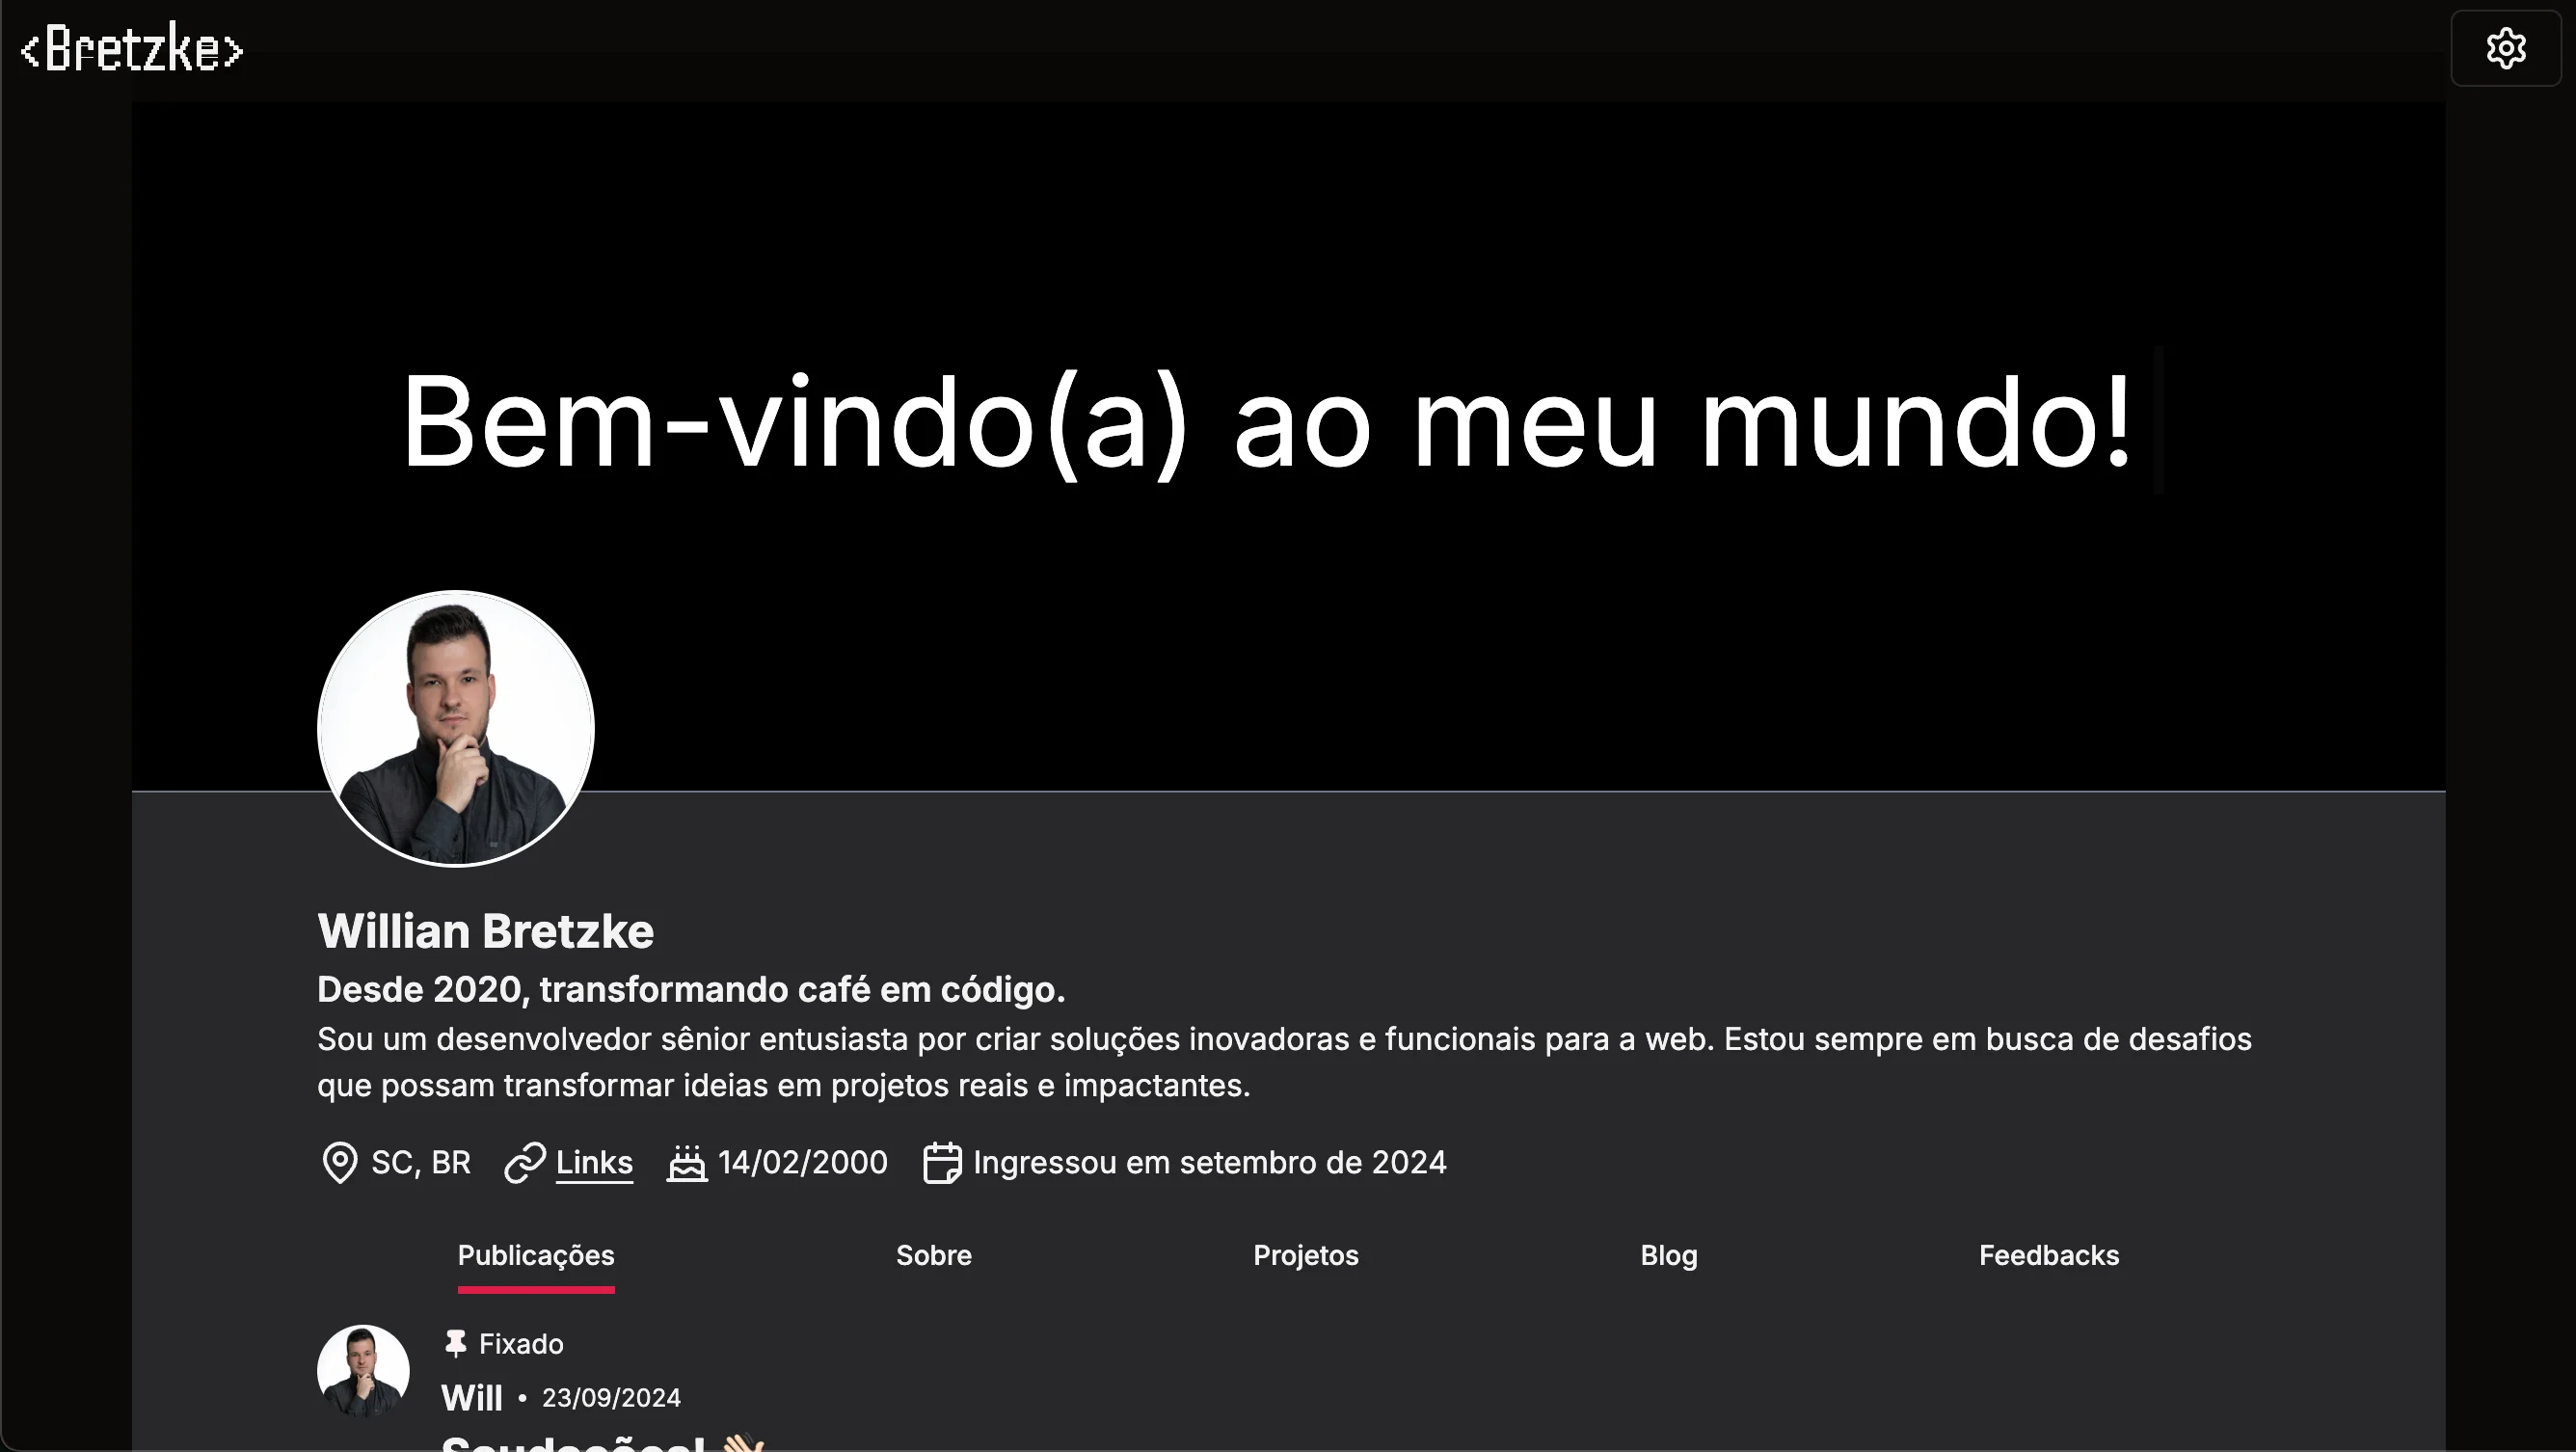 <Bretzke>
Bem-vindo(a) ao meu mundo!
Willian Bretzke
Desde 2020, transformando café em código.
Sou um desenvolvedor sênior entusiasta por criar soluções inovadoras e funcionais para a web. Estou sempre em busca de desafios
que possam transformar ideias em projetos reais e impactantes.
SC, BR Links 14/02/2000 Ingressou em setembro de 2024
Publicações Sobre Projetos Blog Feedbacks
Fixado
Will • 23/09/2024
Saudações! 👋🏻